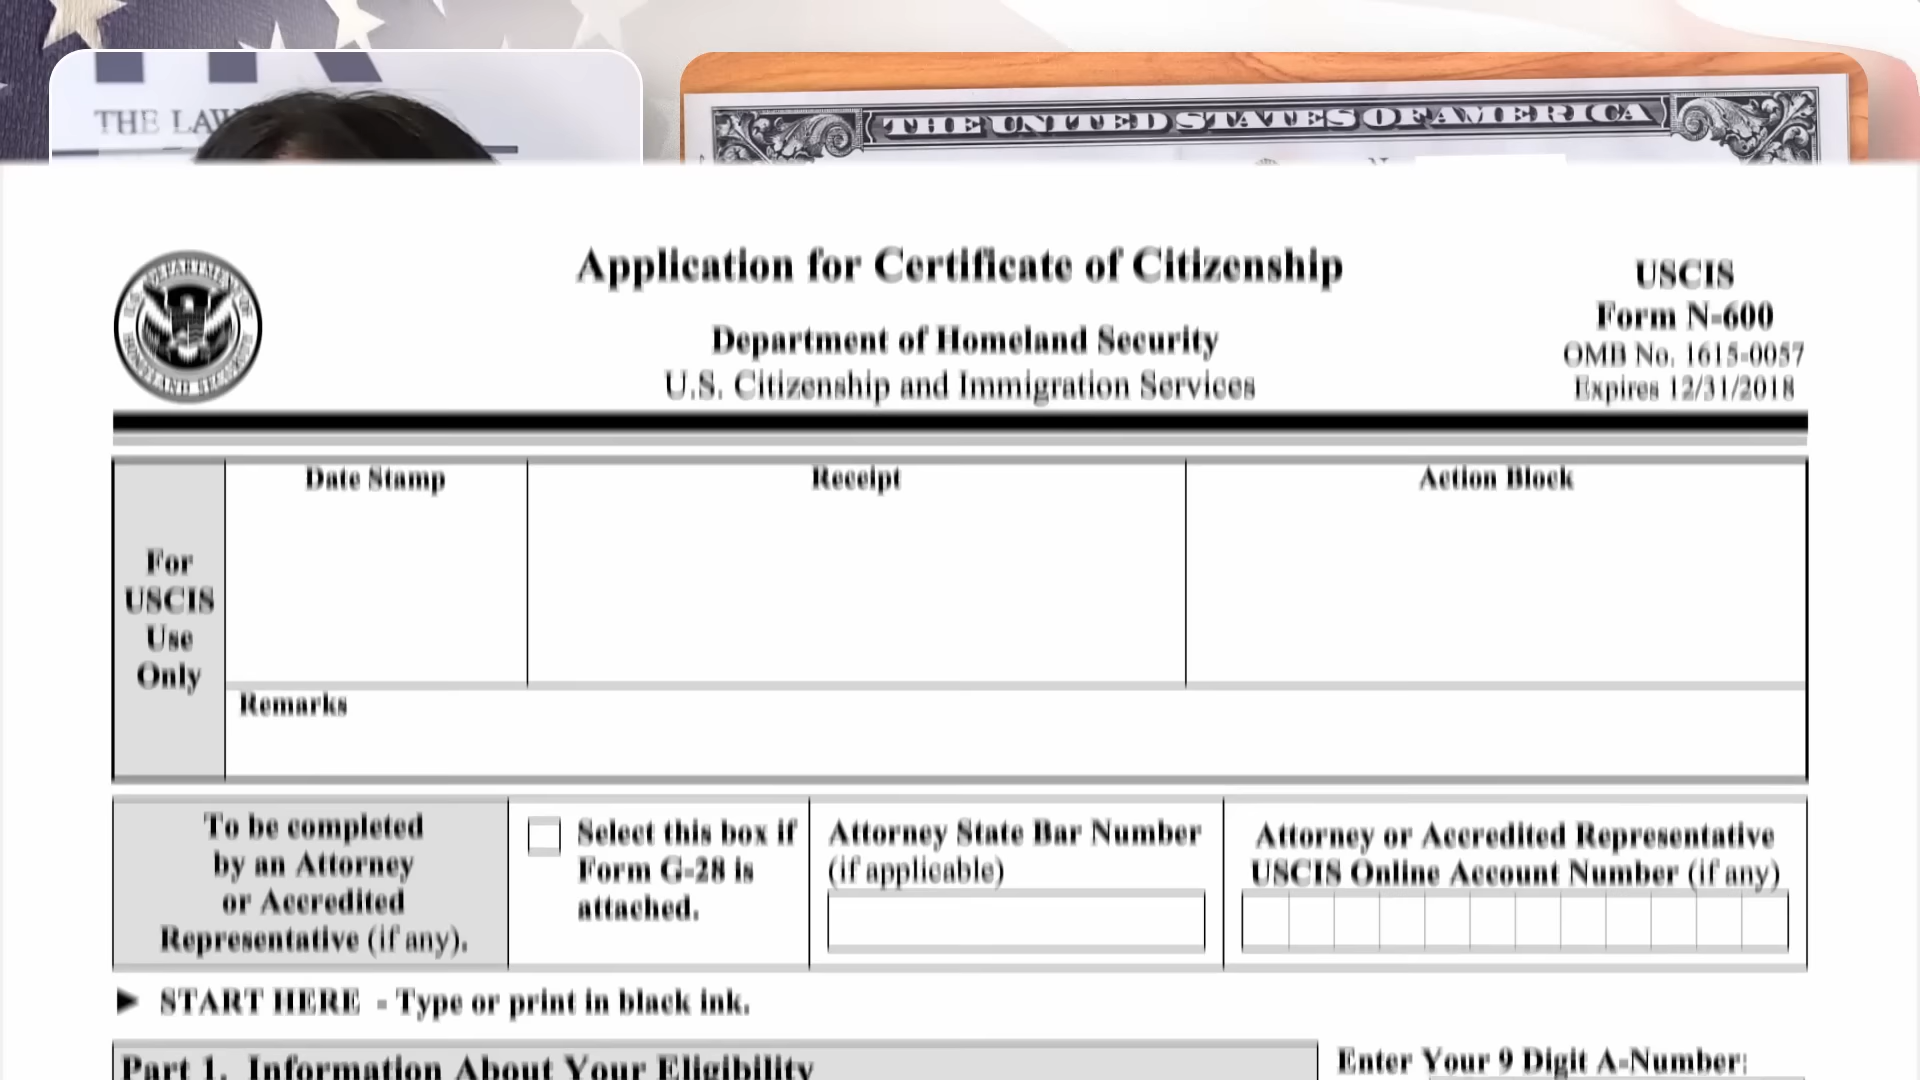 THE LAW
THE UNITED STATES OF AMERICA
Application for Certificate of Citizenship
Department of Homeland Security
U.S. Citizenship and Immigration Services
USCIS
Form N-600
OMB No. 1615-0057
Expires 12/31/2018
U.S. DEPARTMENT OF
HOMELAND SECURITY
For
USCIS
Use
Only
Date Stamp
Receipt
Action Block
Remarks
To be completed
by an Attorney
or Accredited
Representative (if any).
Select this box if
Form G-28 is
attached.
Attorney State Bar Number
(if applicable)
Attorney or Accredited Representative
USCIS Online Account Number (if any)
► START HERE - Type or print in black ink.
Part 1. Information About Your Eligibility
Enter Your 9 Digit A-Number: